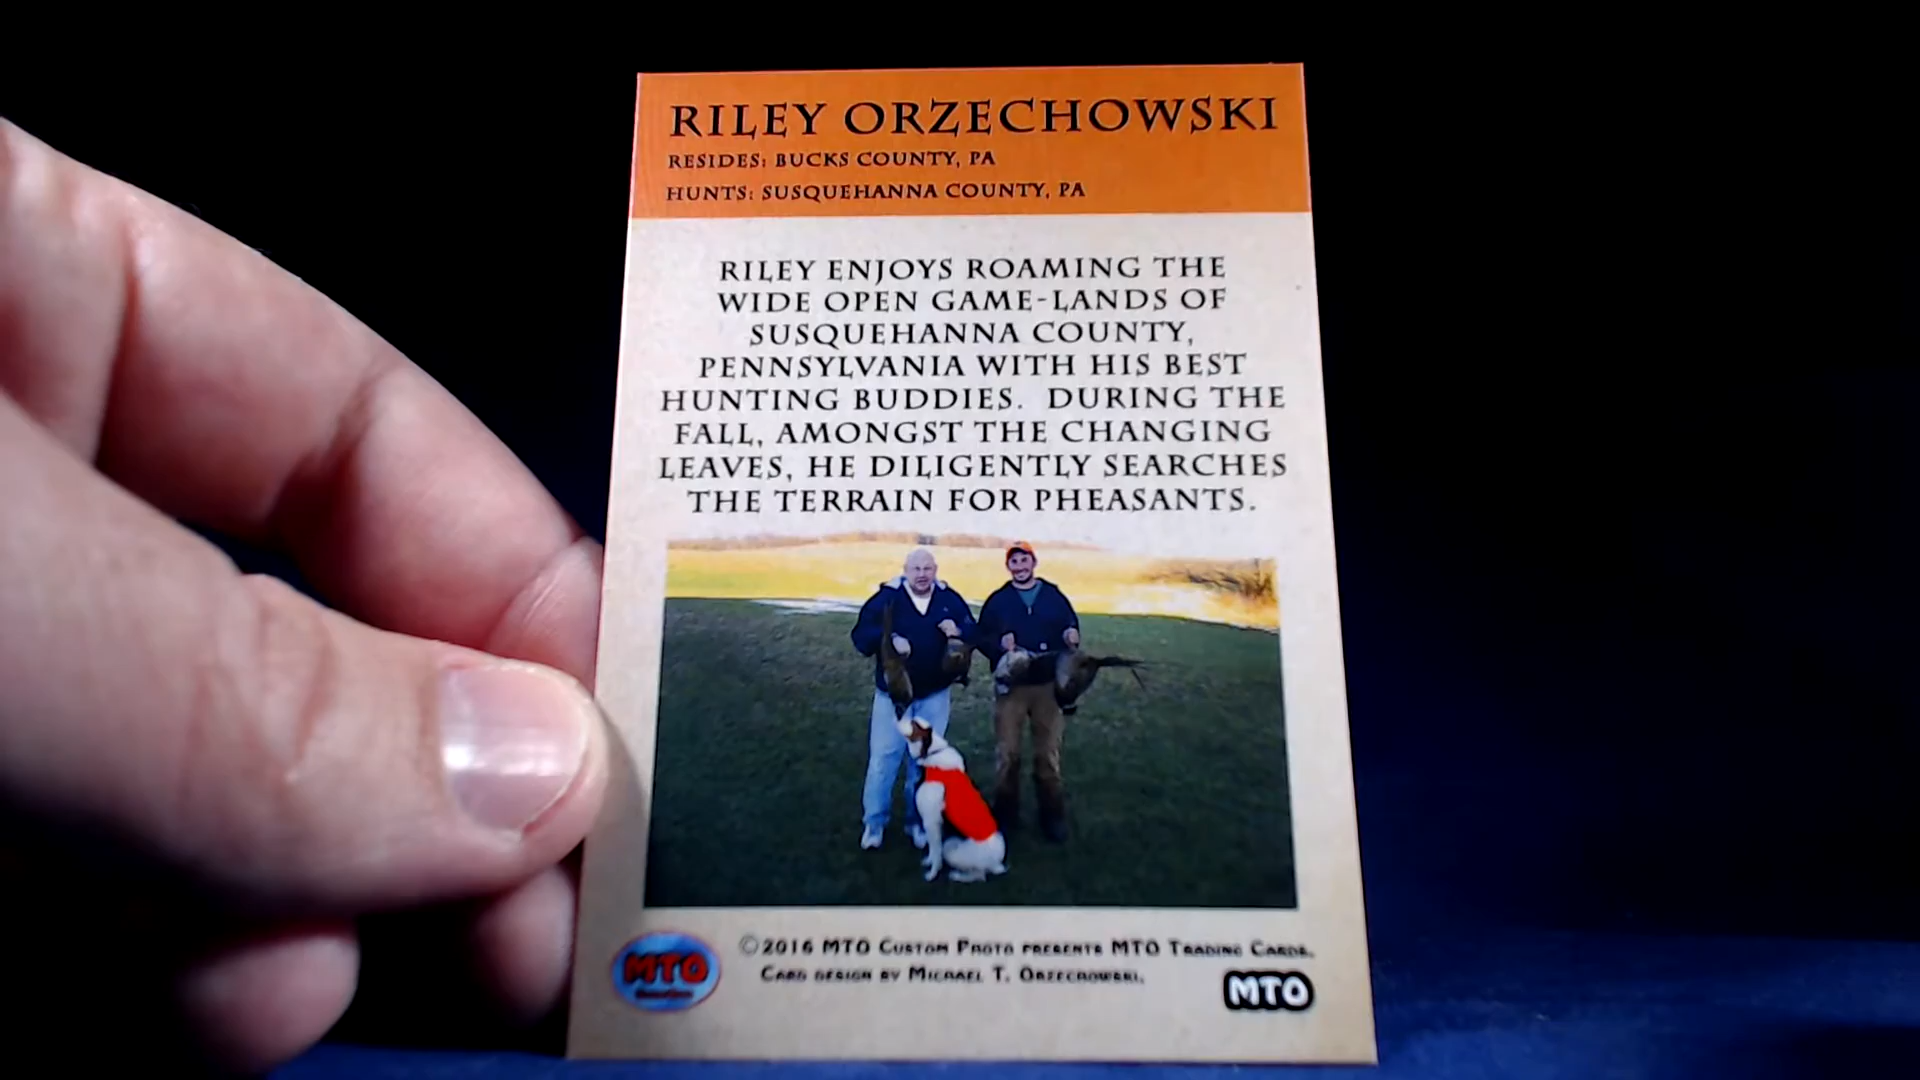 RILEY ORZECHOWSKI
RESIDES: BUCKS COUNTY, PA
HUNTS: SUSQUEHANNA COUNTY, PA
RILEY ENJOYS ROAMING THE
WIDE OPEN GAME-LANDS OF
SUSQUEHANNA COUNTY,
PENNSYLVANIA WITH HIS BEST
HUNTING BUDDIES. DURING THE
FALL, AMONGST THE CHANGING
LEAVES, HE DILIGENTLY SEARCHES
THE TERRAIN FOR PHEASANTS.
©2016 MTO CUSTOM PHOTO PRESENTS MTO TRADING CARDS.
CARD DESIGN BY MICHAEL T. ORZECHOWSKI.
MTO
MTO